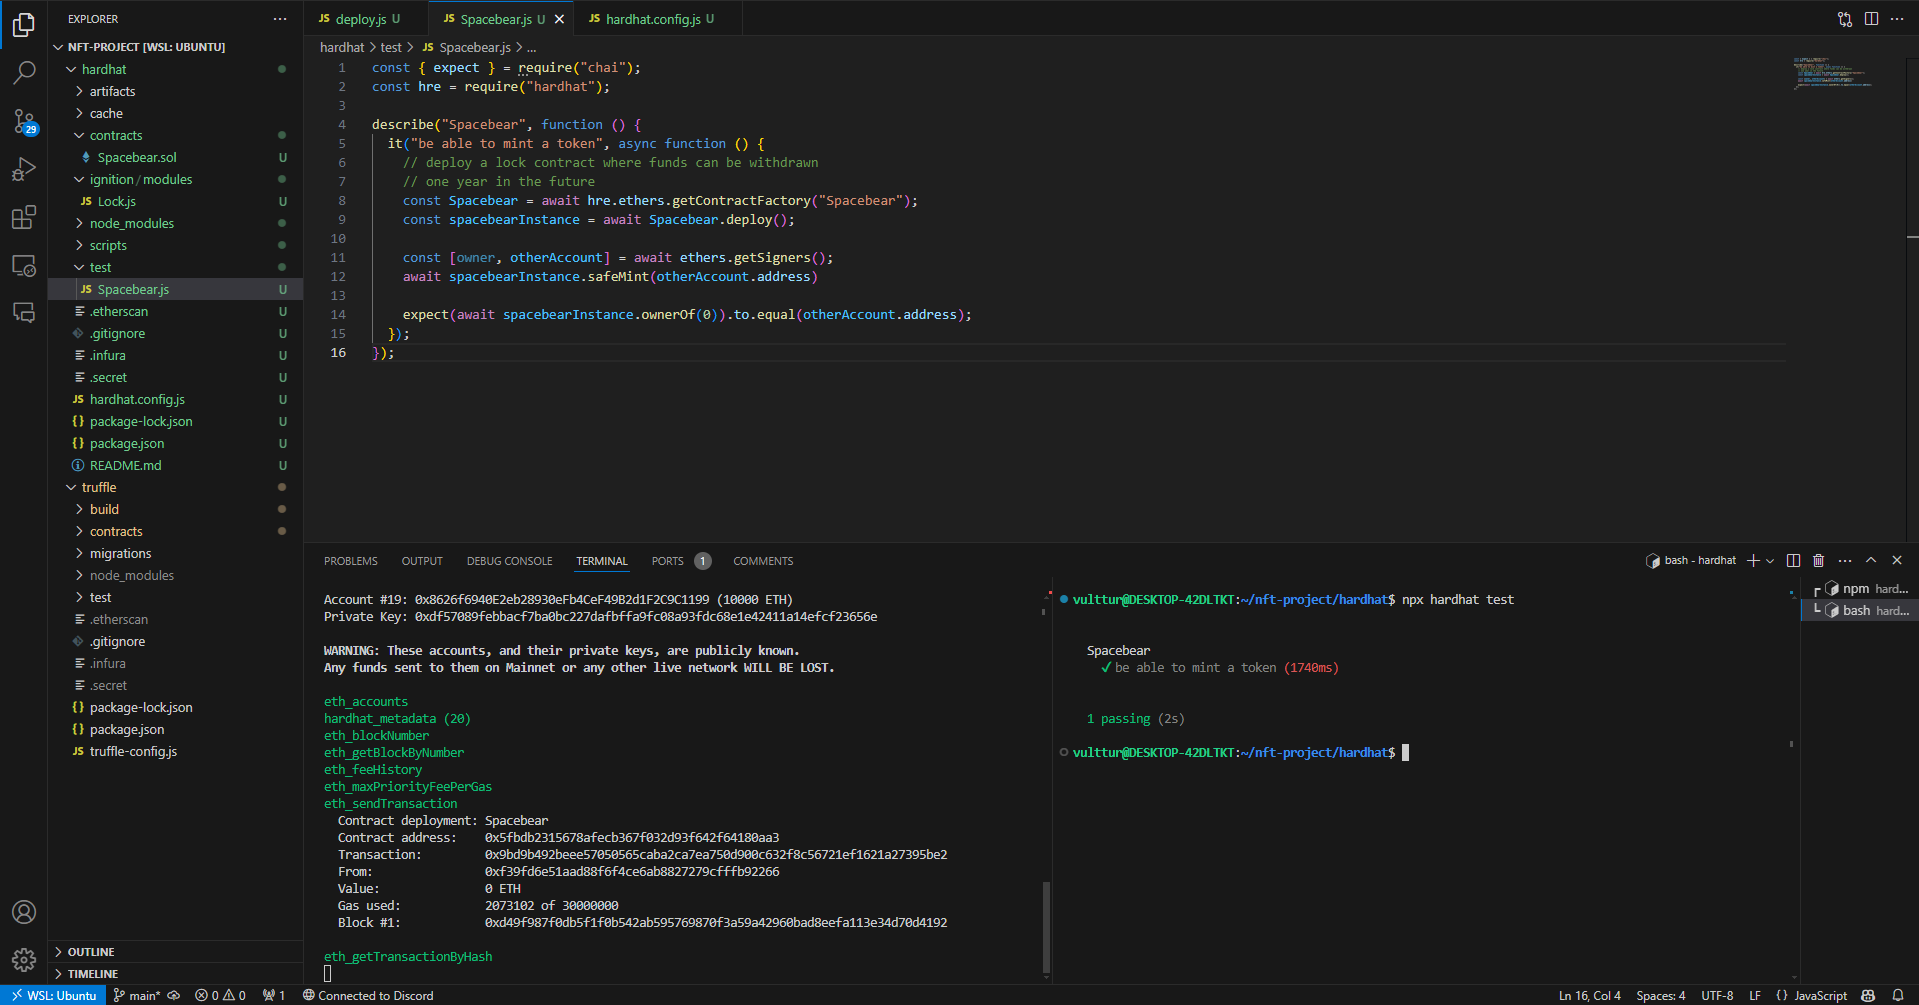 EXPLORER
NFT-PROJECT [WSL: UBUNTU]
hardhat
artifacts
cache
contracts
Spacebear.sol U
ignition / modules
Lock.js U
node_modules
scripts
test
JS Spacebear.js U
.etherscan U
.gitignore U
.infura U
.secret U
JS hardhat.config.js U
{} package-lock.json U
{} package.json U
README.md U
truffle
build
contracts
migrations
node_modules
test
.etherscan
.gitignore
.infura
.secret
{} package-lock.json
{} package.json
JS truffle-config.js
OUTLINE
TIMELINE
29
JS deploy.js U
JS Spacebear.js U
JS hardhat.config.js U
hardhat > test > JS Spacebear.js > ...
1 const { expect } = require("chai");
2 const hre = require("hardhat");
3
4 describe("Spacebear", function () {
5 it("be able to mint a token", async function () {
6 // deploy a lock contract where funds can be withdrawn
7 // one year in the future
8 const Spacebear = await hre.ethers.getContractFactory("Spacebear");
9 const spacebearInstance = await Spacebear.deploy();
10
11 const [owner, otherAccount] = await ethers.getSigners();
12 await spacebearInstance.safeMint(otherAccount.address)
13
14 expect(await spacebearInstance.ownerOf(0)).to.equal(otherAccount.address);
15 });
16 });
PROBLEMS OUTPUT DEBUG CONSOLE TERMINAL PORTS 1 COMMENTS
bash - hardhat
Account #19: 0x8626f6940E2eb28930eFb4CeF49B2d1F2C9C1199 (10000 ETH)
Private Key: 0xdf57089febbacf7ba0bc227dafbffa9fc08a93fdc68e1e42411a14efcf23656e
WARNING: These accounts, and their private keys, are publicly known.
Any funds sent to them on Mainnet or any other live network WILL BE LOST.
eth_accounts
hardhat_metadata (20)
eth_blockNumber
eth_getBlockByNumber
eth_feeHistory
eth_maxPriorityFeePerGas
eth_sendTransaction
Contract deployment: Spacebear
Contract address: 0x5fbdb2315678afecb367f032d93f642f64180aa3
Transaction: 0x9bd9b492beee57050565caba2ca7ea750d900c632f8c56721ef1621a27395be2
From: 0xf39fd6e51aad88f6f4ce6ab8827279cfffb92266
Value: 0 ETH
Gas used: 2073102 of 30000000
Block #1: 0xd49f987f0db5f1f0b542ab595769870f3a59a42960bad8eefa113e34d70d4192
eth_getTransactionByHash
vulttur@DESKTOP-42DLTKT:~/nft-project/hardhat$ npx hardhat test
Spacebear
✓ be able to mint a token (1740ms)
1 passing (2s)
vulttur@DESKTOP-42DLTKT:~/nft-project/hardhat$
npm hard...
bash hard...
WSL: Ubuntu main* 0 0 1 Connected to Discord
Ln 16, Col 4 Spaces: 4 UTF-8 LF {} JavaScript